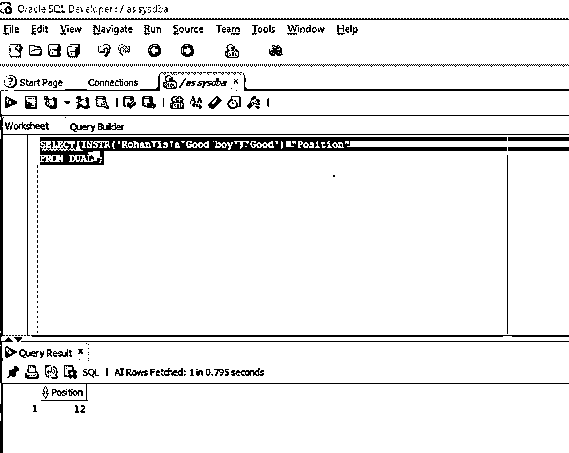 Oracle SQL Developer : / as sysdba
File Edit View Navigate Run Source Team Tools Window Help
Start Page Connections / as sysdba
Worksheet Query Builder
SELECT INSTR('Rohan is a Good boy','Good') "Position"
FROM DUAL;
Query Result
SQL | All Rows Fetched: 1 in 0.795 seconds
Position
1 12